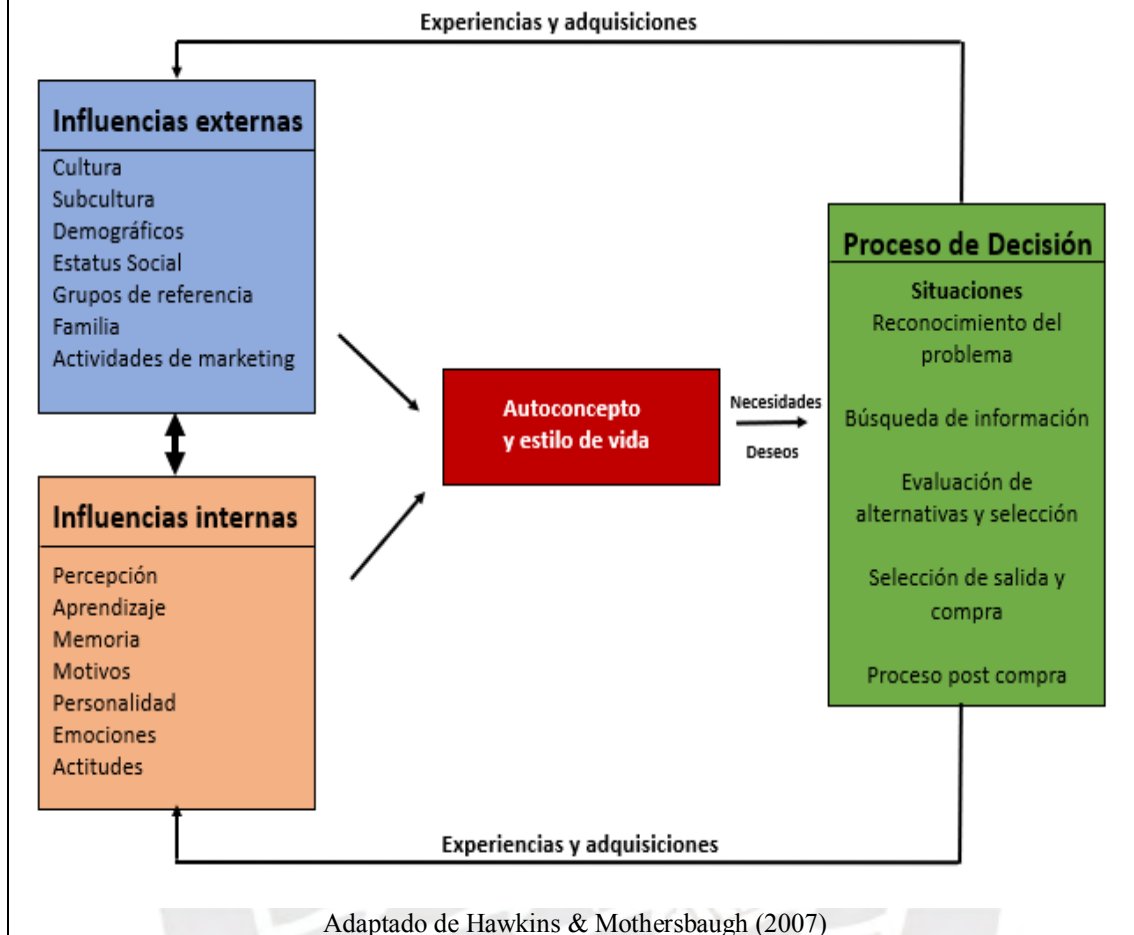 Experiencias y adquisiciones
Influencias externas
Cultura
Subcultura
Demográficos
Estatus Social
Grupos de referencia
Familia
Actividades de marketing
Influencias internas
Percepción
Aprendizaje
Memoria
Motivos
Personalidad
Emociones
Actitudes
Autoconcepto
y estilo de vida
Necesidades
Deseos
Proceso de Decisión
Situaciones
Reconocimiento del
problema
Búsqueda de información
Evaluación de
alternativas y selección
Selección de salida y
compra
Proceso post compra
Experiencias y adquisiciones
Adaptado de Hawkins & Mothersbaugh (2007)